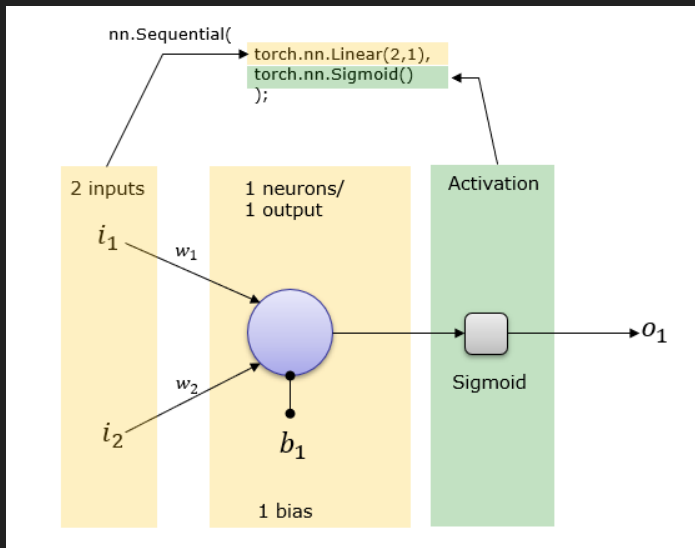 nn.Sequential(
torch.nn.Linear(2,1),
torch.nn.Sigmoid()
);
2 inputs
1 neurons/
1 output
Activation
i₁
w₁
w₂
i₂
b₁
1 bias
Sigmoid
o₁